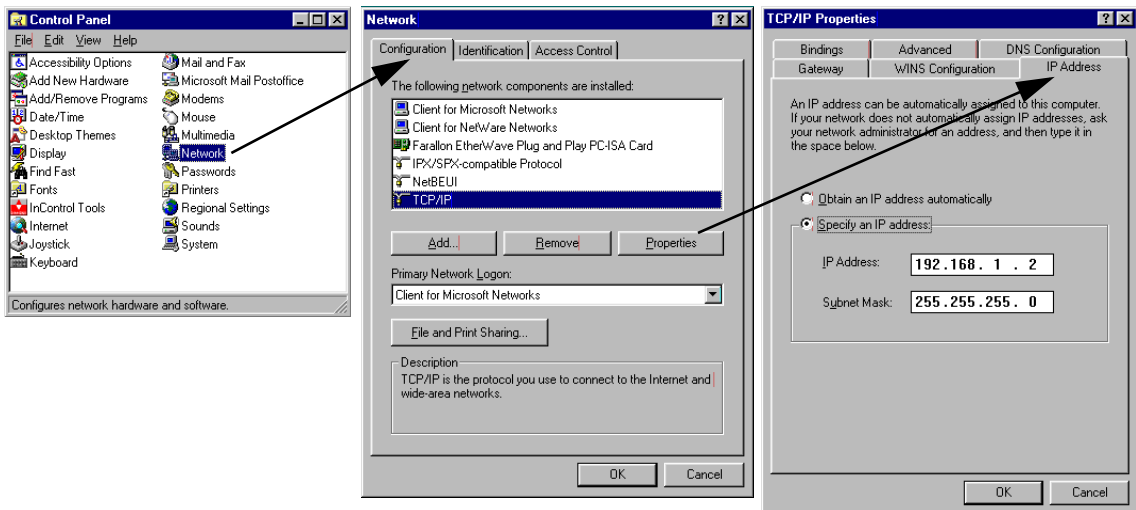 Control Panel
File Edit View Help
Accessibility Options
Add New Hardware
Add/Remove Programs
Date/Time
Desktop Themes
Display
Find Fast
Fonts
InControl Tools
Internet
Joystick
Keyboard
Mail and Fax
Microsoft Mail Postoffice
Modems
Mouse
Multimedia
Network
Passwords
Printers
Regional Settings
Sounds
System
Configures network hardware and software.
Network
Configuration Identification Access Control
The following network components are installed:
Client for Microsoft Networks
Client for NetWare Networks
Farallon EtherWave Plug and Play PC-ISA Card
IPX/SPX-compatible Protocol
NetBEUI
TCP/IP
Add... Remove Properties
Primary Network Logon:
Client for Microsoft Networks
File and Print Sharing...
Description
TCP/IP is the protocol you use to connect to the Internet and
wide-area networks.
OK Cancel
TCP/IP Properties
Bindings Advanced DNS Configuration
Gateway WINS Configuration IP Address
An IP address can be automatically assigned to this computer.
If your network does not automatically assign IP addresses, ask
your network administrator for an address, and then type it in
the space below.
Obtain an IP address automatically
Specify an IP address:
IP Address: 192.168. 1 . 2
Subnet Mask: 255.255.255. 0
OK Cancel